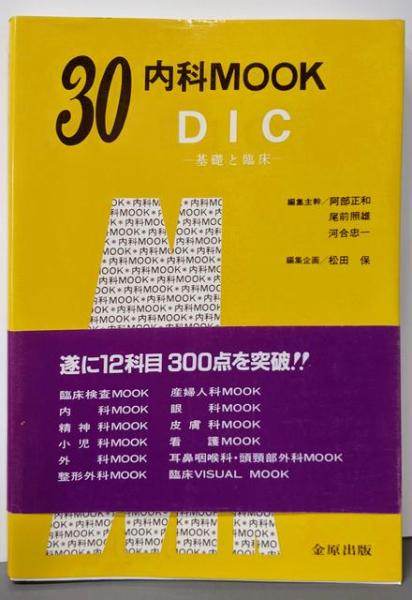 30 内科MOOK
DIC
―基礎と臨床―
編集主幹/阿部正和
尾前照雄
河合忠一
編集企画/松田 保
遂に12科目300点を突破!!
臨床検査MOOK 産婦人科MOOK
内 科MOOK 眼 科MOOK
精神科MOOK 皮膚科MOOK
小児科MOOK 看 護MOOK
外 科MOOK 耳鼻咽喉科・頭頸部外科MOOK
整形外科MOOK 臨床VISUAL MOOK
金原出版